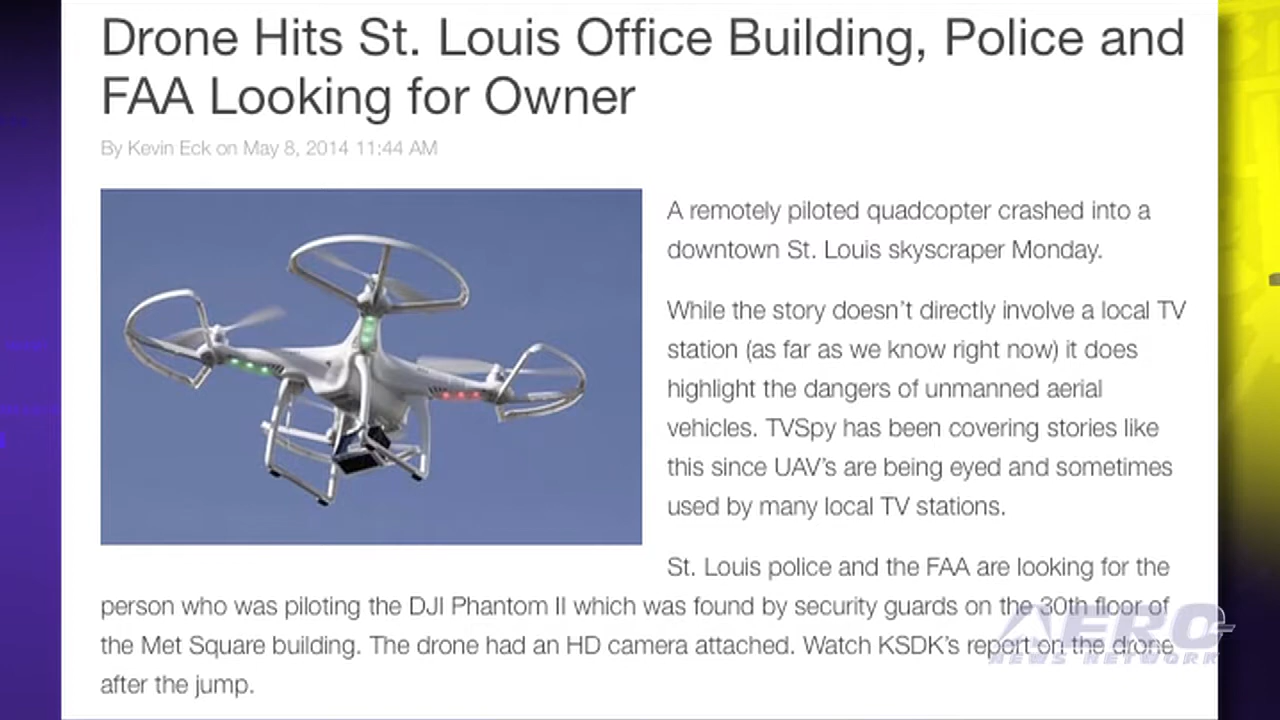 Drone Hits St. Louis Office Building, Police and
FAA Looking for Owner
By Kevin Eck on May 8, 2014 11:44 AM
A remotely piloted quadcopter crashed into a
downtown St. Louis skyscraper Monday.
While the story doesn't directly involve a local TV
station (as far as we know right now) it does
highlight the dangers of unmanned aerial
vehicles. TVSpy has been covering stories like
this since UAV's are being eyed and sometimes
used by many local TV stations.
St. Louis police and the FAA are looking for the
person who was piloting the DJI Phantom II which was found by security guards on the 30th floor of
the Met Square building. The drone had an HD camera attached. Watch KSDK's report on the drone
after the jump.
AERO
NEWS NETWORK